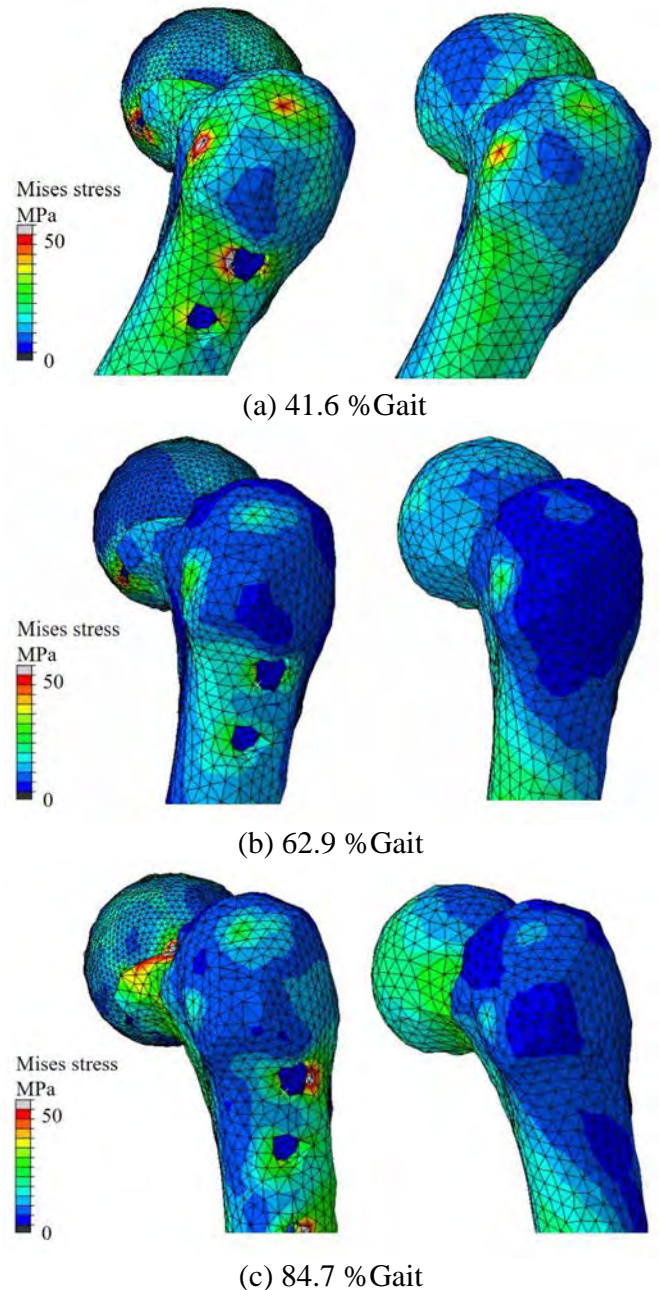 Mises stress
MPa
50
0
(a) 41.6 %Gait
Mises stress
MPa
50
0
(b) 62.9 %Gait
Mises stress
MPa
50
0
(c) 84.7 %Gait